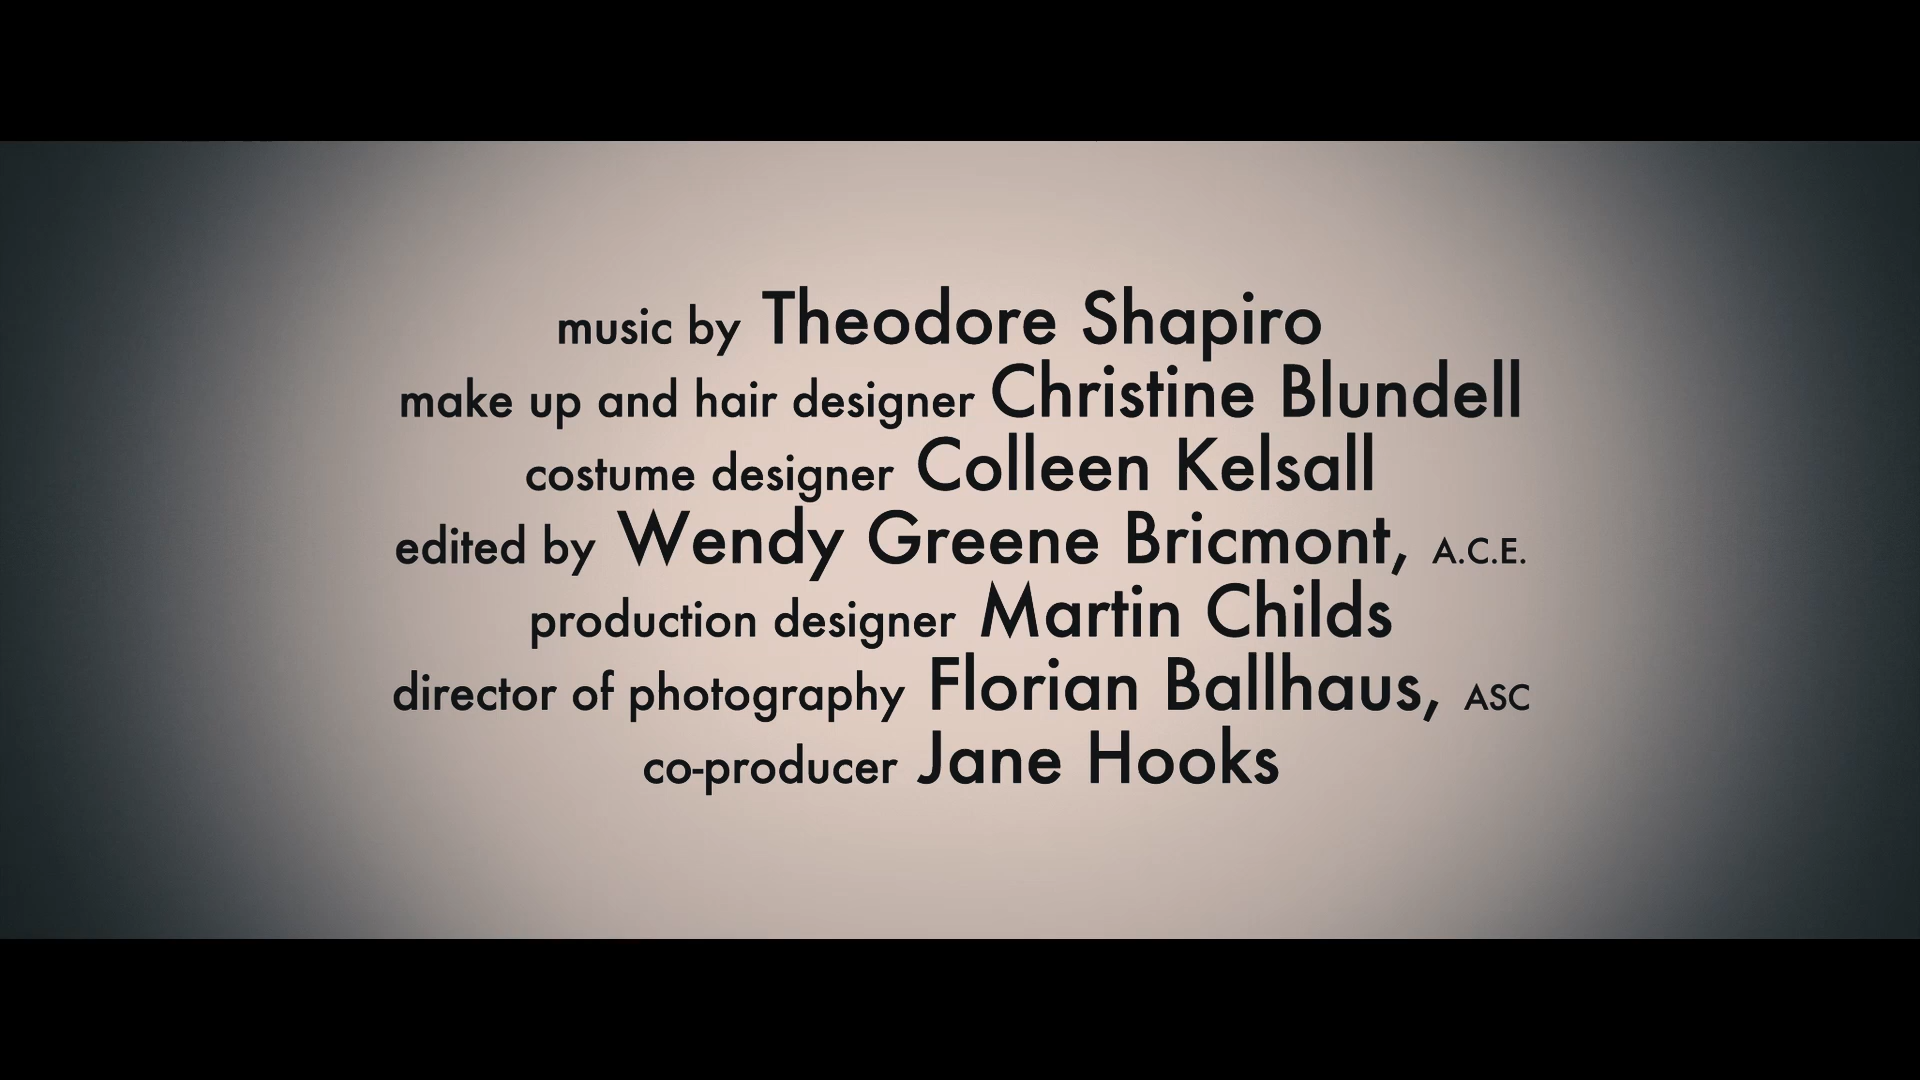 music by Theodore Shapiro
make up and hair designer Christine Blundell
costume designer Colleen Kelsall
edited by Wendy Greene Bricmont, A.C.E.
production designer Martin Childs
director of photography Florian Ballhaus, ASC
co-producer Jane Hooks